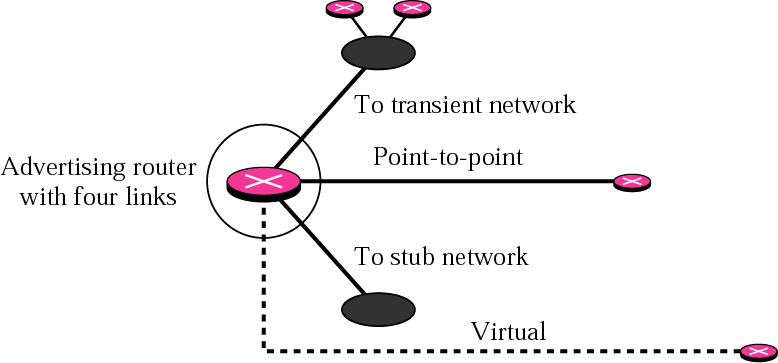 To transient network
Point-to-point
Advertising router
with four links
To stub network
Virtual